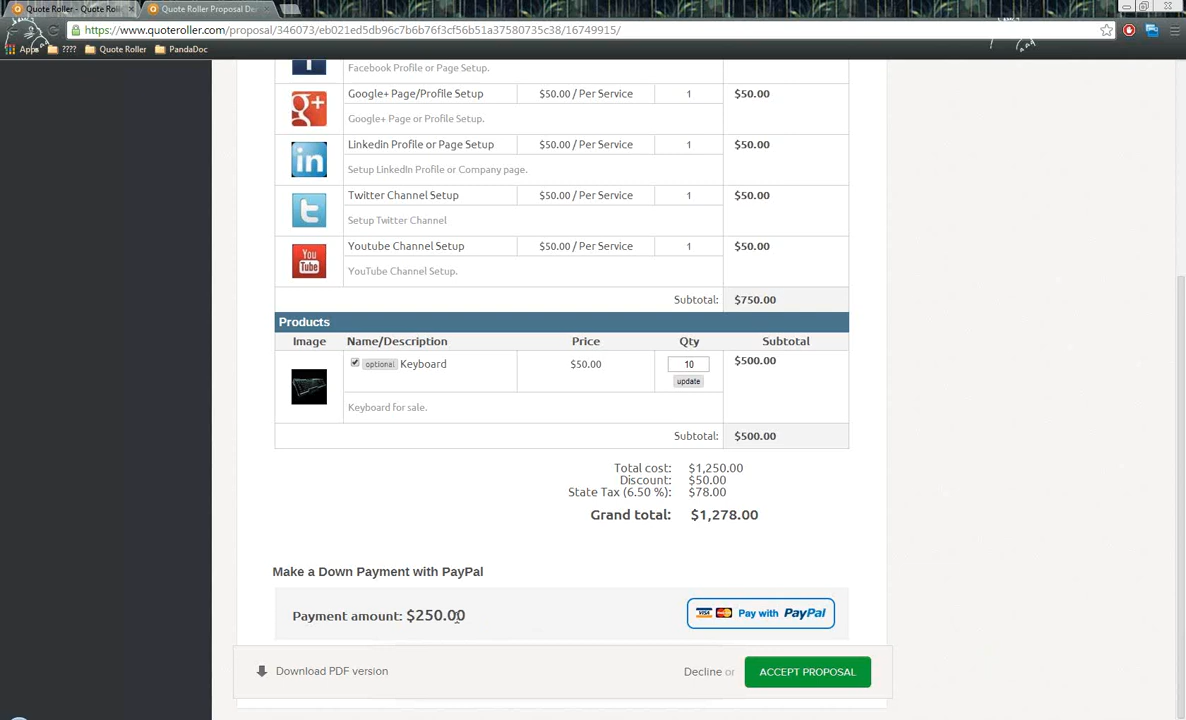 Quote Roller - Quote Roll
Quote Roller Proposal De
https://www.quoteroller.com/proposal/346073/eb021ed5db96c7b6b76f3cf56b51a37580735c38/16749915/
Apps ???? Quote Roller PandaDoc
Facebook Profile or Page Setup.
Google+ Page/Profile Setup $50.00 / Per Service 1 $50.00
Google+ Page or Profile Setup.
Linkedin Profile or Page Setup $50.00 / Per Service 1 $50.00
Setup LinkedIn Profile or Company page.
Twitter Channel Setup $50.00 / Per Service 1 $50.00
Setup Twitter Channel
Youtube Channel Setup $50.00 / Per Service 1 $50.00
You
Tube
YouTube Channel Setup.
Subtotal: $750.00
Products
Image Name/Description Price Qty Subtotal
optional Keyboard $50.00 10 $500.00
update
Keyboard for sale.
Subtotal: $500.00
Total cost: $1,250.00
Discount: $50.00
State Tax (6.50 %): $78.00
Grand total: $1,278.00
Make a Down Payment with PayPal
Payment amount: $250.00 VISA MasterCard Pay with PayPal
Download PDF version Decline or ACCEPT PROPOSAL